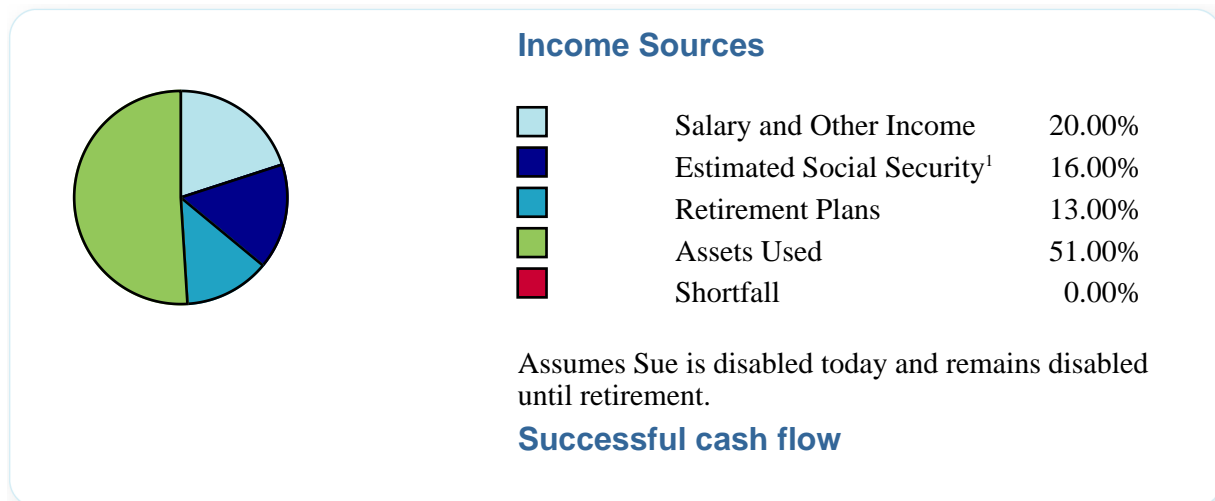 Income Sources
Salary and Other Income 20.00%
Estimated Social Security¹ 16.00%
Retirement Plans 13.00%
Assets Used 51.00%
Shortfall 0.00%
Assumes Sue is disabled today and remains disabled
until retirement.
Successful cash flow